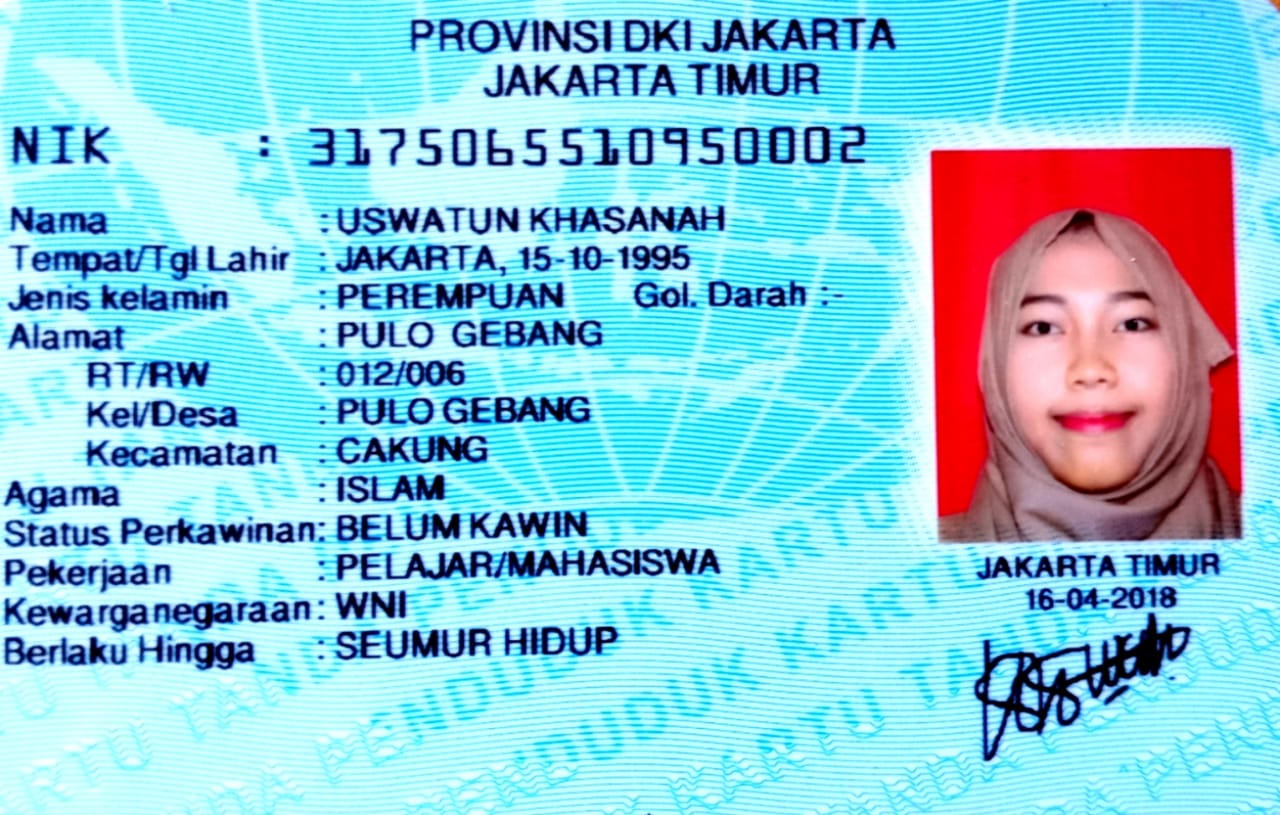 PROVINSI DKI JAKARTA
JAKARTA TIMUR
NIK : 3175065510950002
Nama : USWATUN KHASANAH
Tempat/Tgl Lahir : JAKARTA, 15-10-1995
Jenis kelamin : PEREMPUAN Gol. Darah :-
Alamat : PULO GEBANG
RT/RW : 012/006
Kel/Desa : PULO GEBANG
Kecamatan : CAKUNG
Agama : ISLAM
Status Perkawinan: BELUM KAWIN
Pekerjaan : PELAJAR/MAHASISWA
Kewarganegaraan: WNI
Berlaku Hingga : SEUMUR HIDUP
JAKARTA TIMUR
16-04-2018